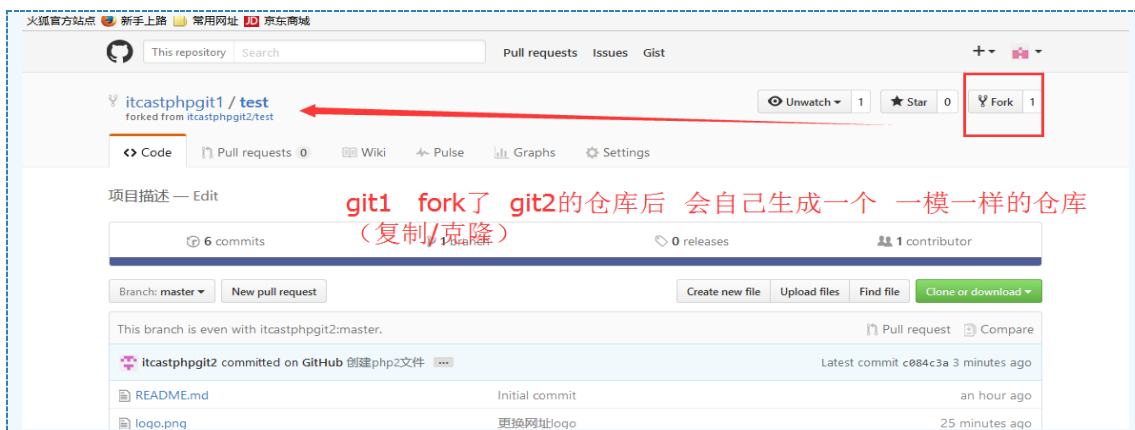 火狐官方站点 新手上路 常用网址 JD 京东商城
This repository Search Pull requests Issues Gist
itcastphpgit1 / test Unwatch 1 Star 0 Fork 1
forked from itcastphpgit2/test
Code Pull requests 0 Wiki Pulse Graphs Settings
项目描述 — Edit
git1 fork了 git2的仓库后 会自己生成一个 一模一样的仓库
（复制/克隆）
6 commits 1 branch 0 releases 1 contributor
Branch: master New pull request Create new file Upload files Find file Clone or download
This branch is even with itcastphpgit2:master. Pull request Compare
itcastphpgit2 committed on GitHub 创建php2文件 Latest commit c084c3a 3 minutes ago
README.md Initial commit an hour ago
logo.png 更换网址logo 25 minutes ago